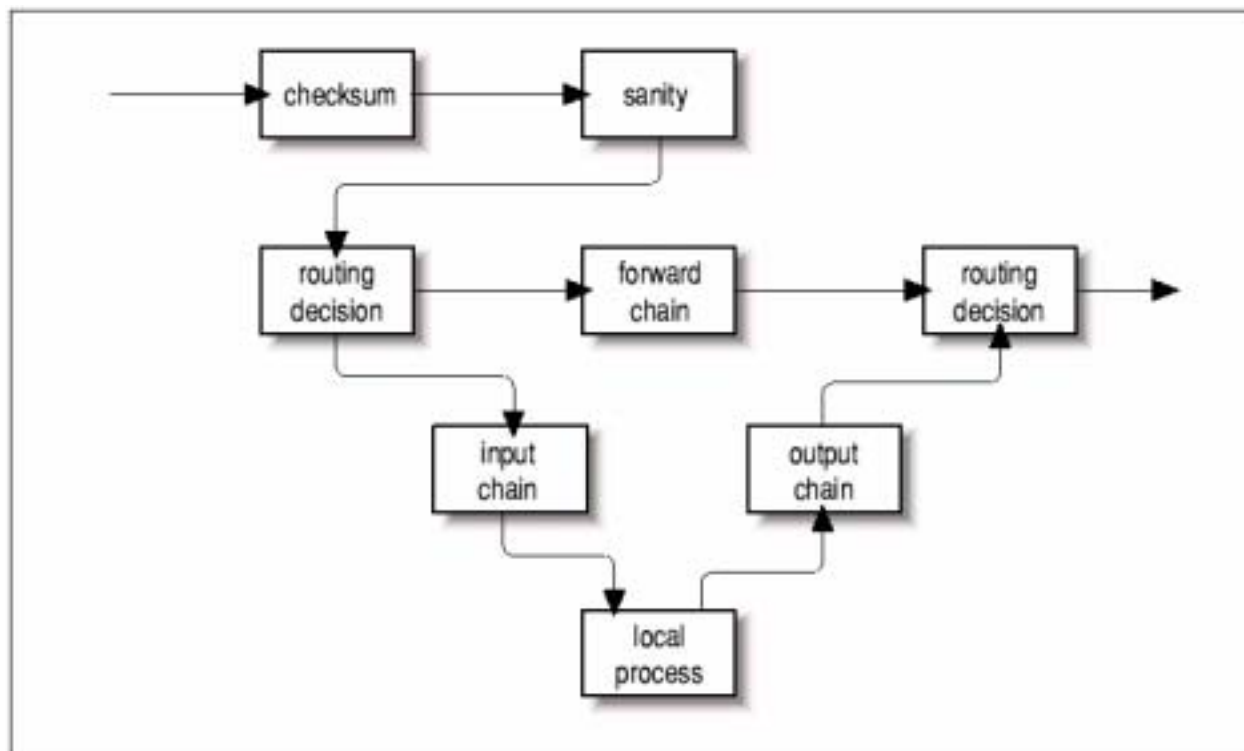 checksum
sanity
routing
decision
forward
chain
routing
decision
input
chain
output
chain
local
process